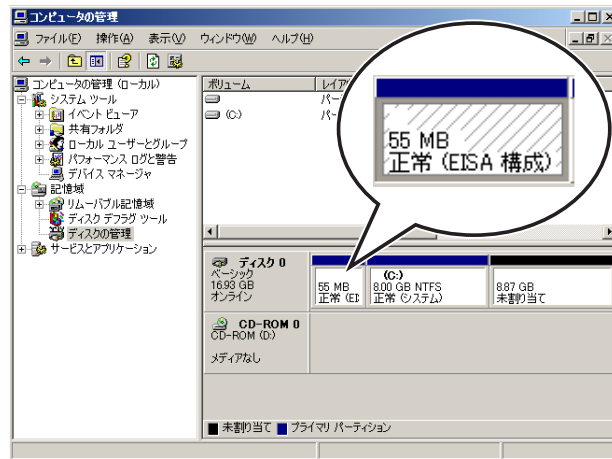 コンピュータの管理
ファイル(F) 操作(A) 表示(V) ウィンドウ(W) ヘルプ(H)
コンピュータの管理 (ローカル)
システム ツール
イベント ビューア
共有フォルダ
ローカル ユーザーとグループ
パフォーマンス ログと警告
デバイス マネージャ
記憶域
リムーバブル記憶域
ディスク デフラグ ツール
ディスクの管理
サービスとアプリケーション
ボリューム
(C:)
55 MB
正常 (EISA 構成)
ディスク 0
ベーシック
16.93 GB
オンライン
55 MB
正常 (EI
(C:)
8.00 GB NTFS
正常 (システム)
8.87 GB
未割り当て
CD-ROM 0
CD-ROM (D:)
メディアなし
未割り当て プライマリ パーティション